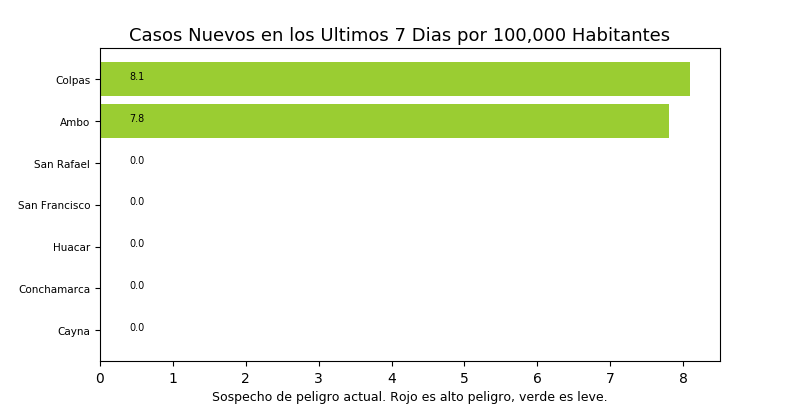 Casos Nuevos en los Ultimos 7 Dias por 100,000 Habitantes
Colpas 8.1
Ambo 7.8
San Rafael 0.0
San Francisco 0.0
Huacar 0.0
Conchamarca 0.0
Cayna 0.0
0 1 2 3 4 5 6 7 8
Sospecho de peligro actual. Rojo es alto peligro, verde es leve.